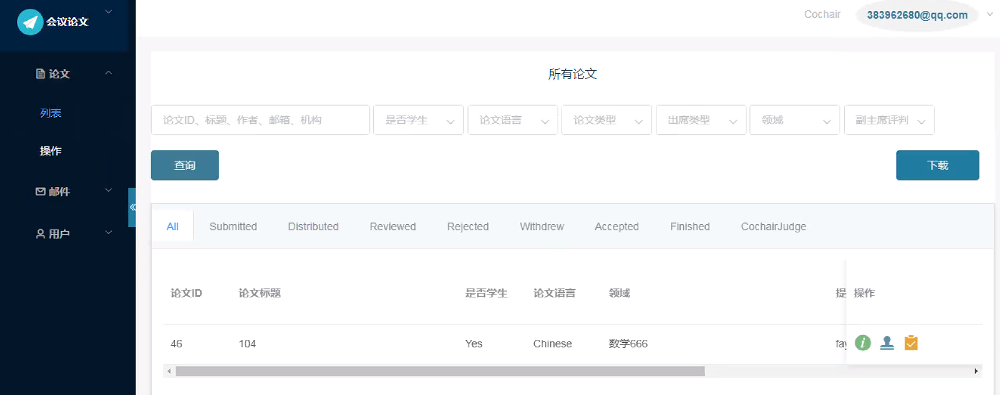 会议论文
Cochair
383962680@qq.com
论文
列表
操作
邮件
用户
所有论文
论文ID、标题、作者、邮箱、机构
是否学生
论文语言
论文类型
出席类型
领域
副主席评判
查询
下载
All
Submitted
Distributed
Reviewed
Rejected
Withdrew
Accepted
Finished
CochairJudge
论文ID
论文标题
是否学生
论文语言
领域
提
操作
46
104
Yes
Chinese
数学666